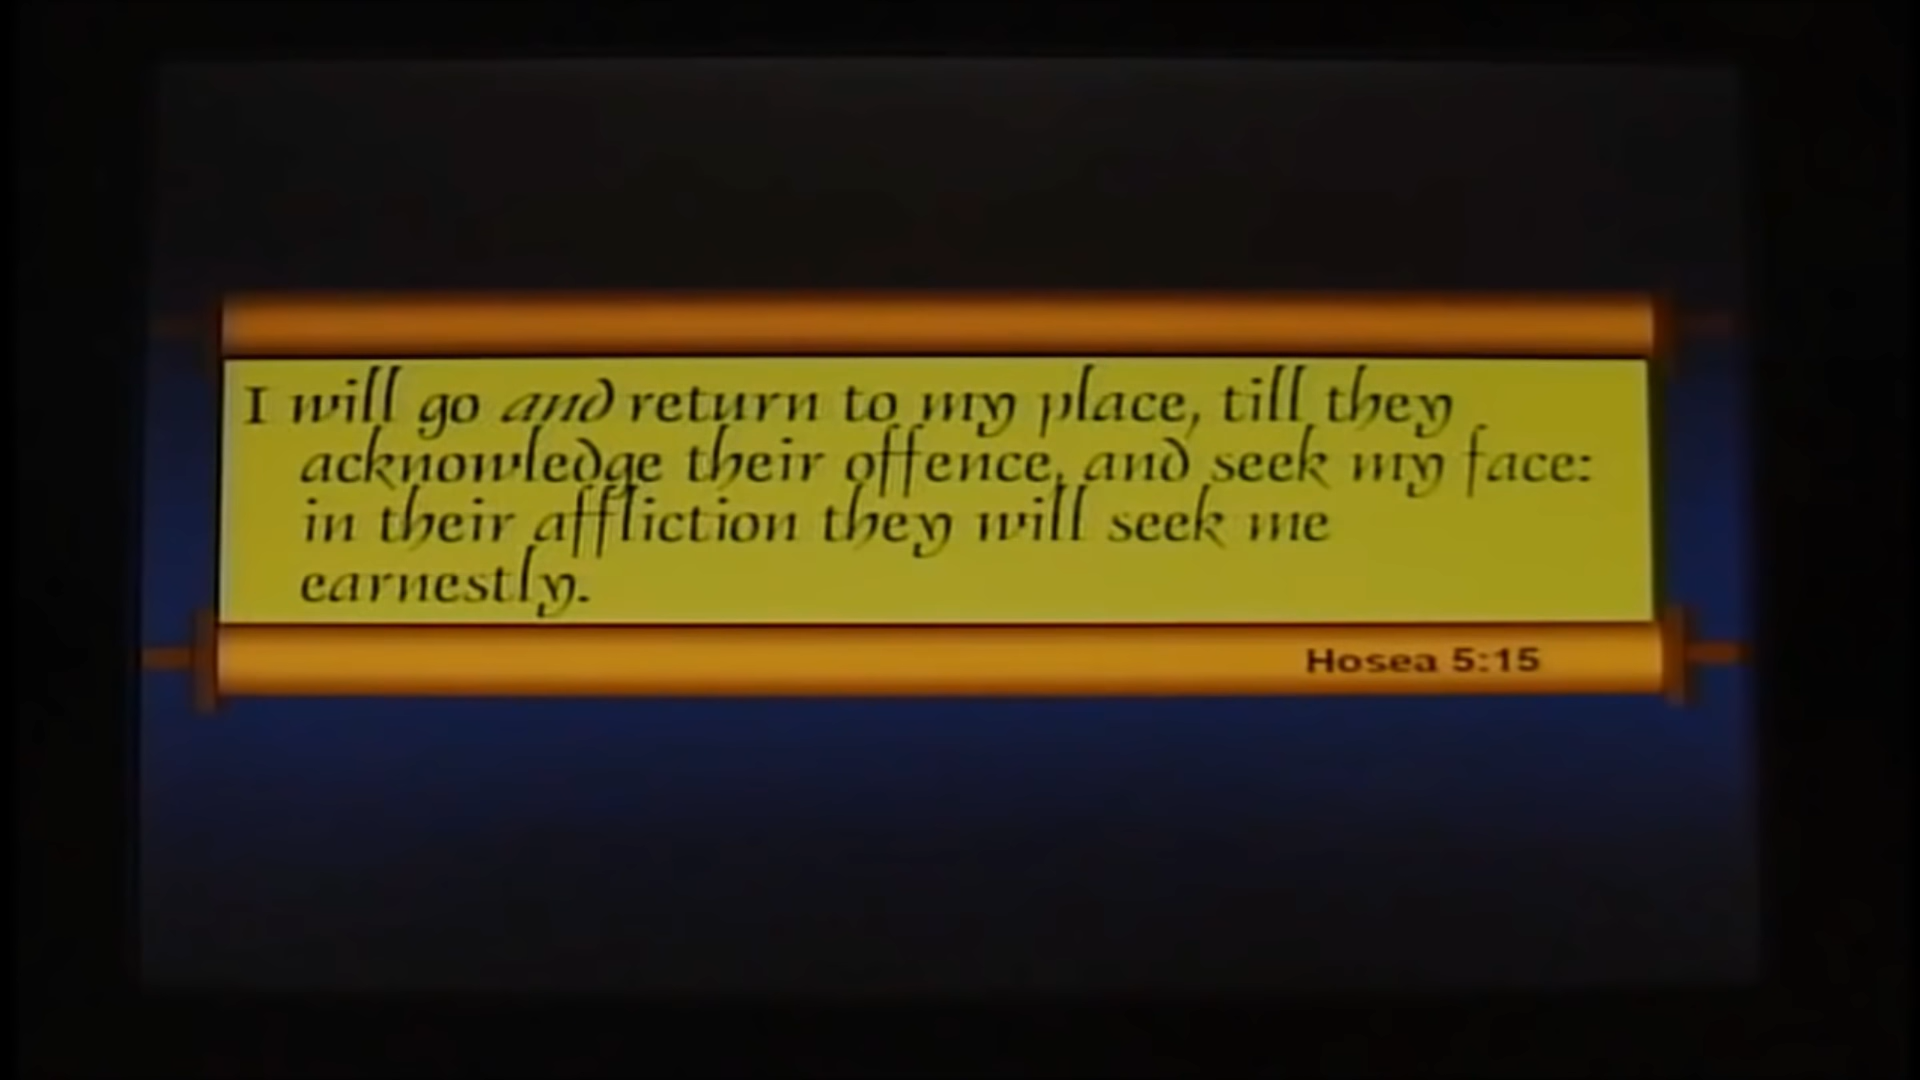 I will go and return to my place, till they
acknowledge their offence, and seek my face:
in their affliction they will seek me
earnestly.
Hosea 5:15